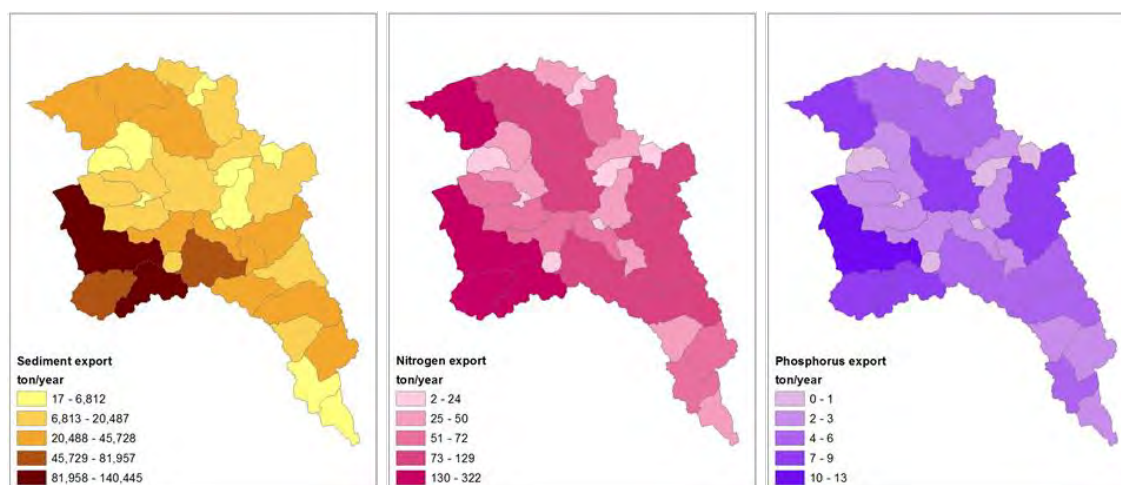 Sediment export
ton/year
17 - 6,812
6,813 - 20,487
20,488 - 45,728
45,729 - 81,957
81,958 - 140,445
Nitrogen export
ton/year
2 - 24
25 - 50
51 - 72
73 - 129
130 - 322
Phosphorus export
ton/year
0 - 1
2 - 3
4 - 6
7 - 9
10 - 13